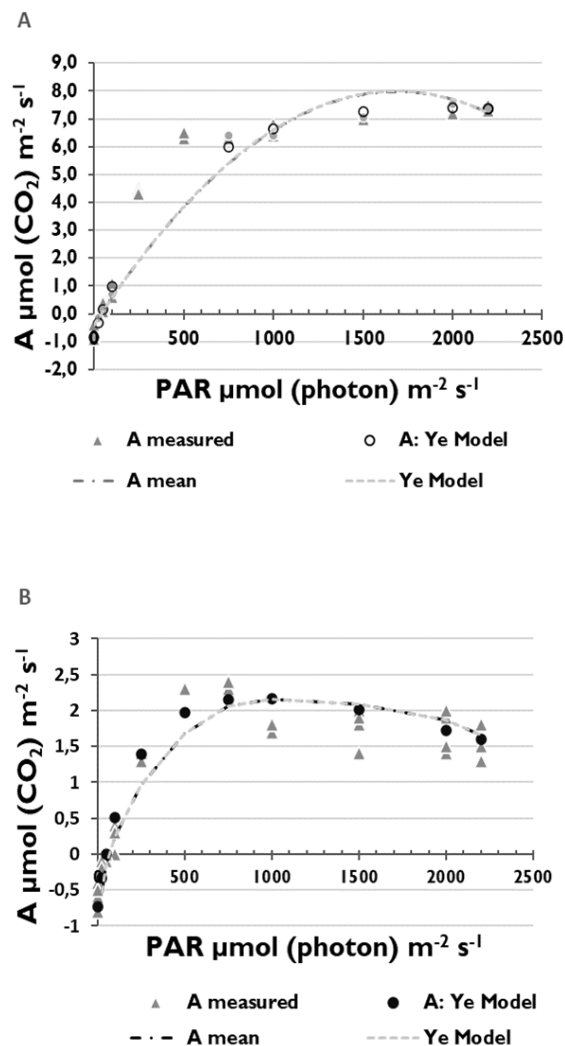 A
9,0
8,0
7,0
6,0
5,0
4,0
3,0
2,0
1,0
0,0
-1,0
-2,0
0 500 1000 1500 2000 2500
A µmol (CO₂) m⁻² s⁻¹
PAR µmol (photon) m⁻² s⁻¹
A measured A: Ye Model
A mean Ye Model
B
3
2,5
2
1,5
1
0,5
0
-0,5
-1
0 500 1000 1500 2000 2500
A µmol (CO₂) m⁻² s⁻¹
PAR µmol (photon) m⁻² s⁻¹
A measured A: Ye Model
A mean Ye Model